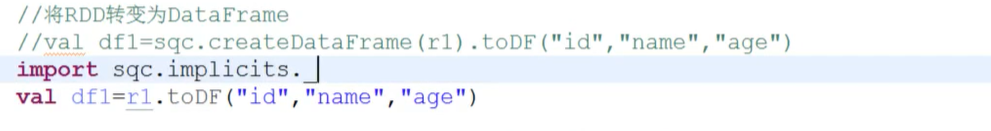 //将RDD转变为DataFrame
//val df1=sqc.createDataFrame(r1).toDF("id","name","age")
import sqc.implicits._
val df1=r1.toDF("id","name","age")